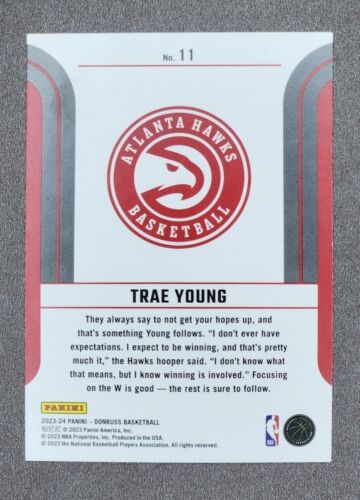 No. 11
ATLANTA HAWKS
BASKETBALL
TRAE YOUNG
They always say to not get your hopes up, and
that's something Young follows. “I don't ever have
expectations. I expect to be winning, and that's pretty
much it,” the Hawks hooper said. “I don't know what
that means, but I know winning is involved.” Focusing
on the W is good — the rest is sure to follow.
PANINI
2023-24 PANINI – DONRUSS BASKETBALL
© 2023 Panini America, Inc.
© 2023 NBA Properties, Inc. Produced in the USA.
© 2023 the National Basketball Players Association. All rights reserved.
NBA